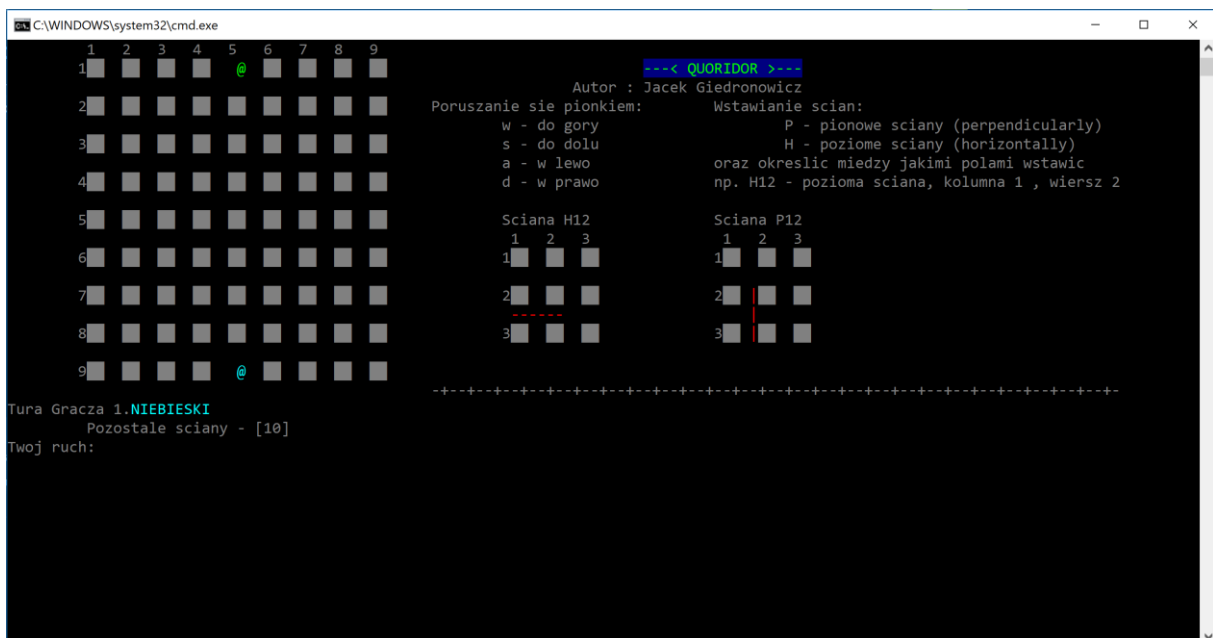 C:\WINDOWS\system32\cmd.exe
1 2 3 4 5 6 7 8 9
1 @
2
3
4
5
6
7
8
9 @
---< QUORIDOR >---
Autor : Jacek Giedronowicz
Poruszanie sie pionkiem: Wstawianie scian:
w - do gory P - pionowe sciany (perpendicularly)
s - do dolu H - poziome sciany (horizontally)
a - w lewo oraz okreslic miedzy jakimi polami wstawic
d - w prawo np. H12 - pozioma sciana, kolumna 1 , wiersz 2
Sciana H12 Sciana P12
1 2 3 1 2 3
1 1
2 2 |
------ |
3 3 |
-+--+--+--+--+--+--+--+--+--+--+--+--+--+--+--+--+--+--+--+--+--+--+--+--+--+-
Tura Gracza 1.NIEBIESKI
Pozostale sciany - [10]
Twoj ruch: